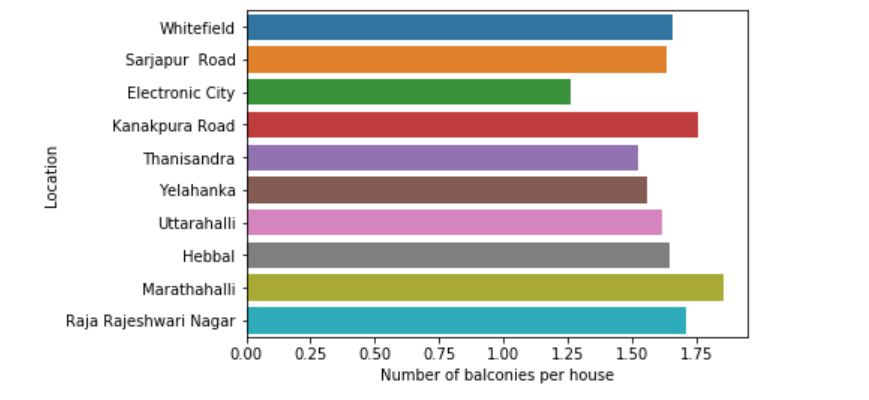 Whitefield
Sarjapur  Road
Electronic City
Kanakpura Road
Thanisandra
Yelahanka
Uttarahalli
Hebbal
Marathahalli
Raja Rajeshwari Nagar
Location
0.00 0.25 0.50 0.75 1.00 1.25 1.50 1.75
Number of balconies per house